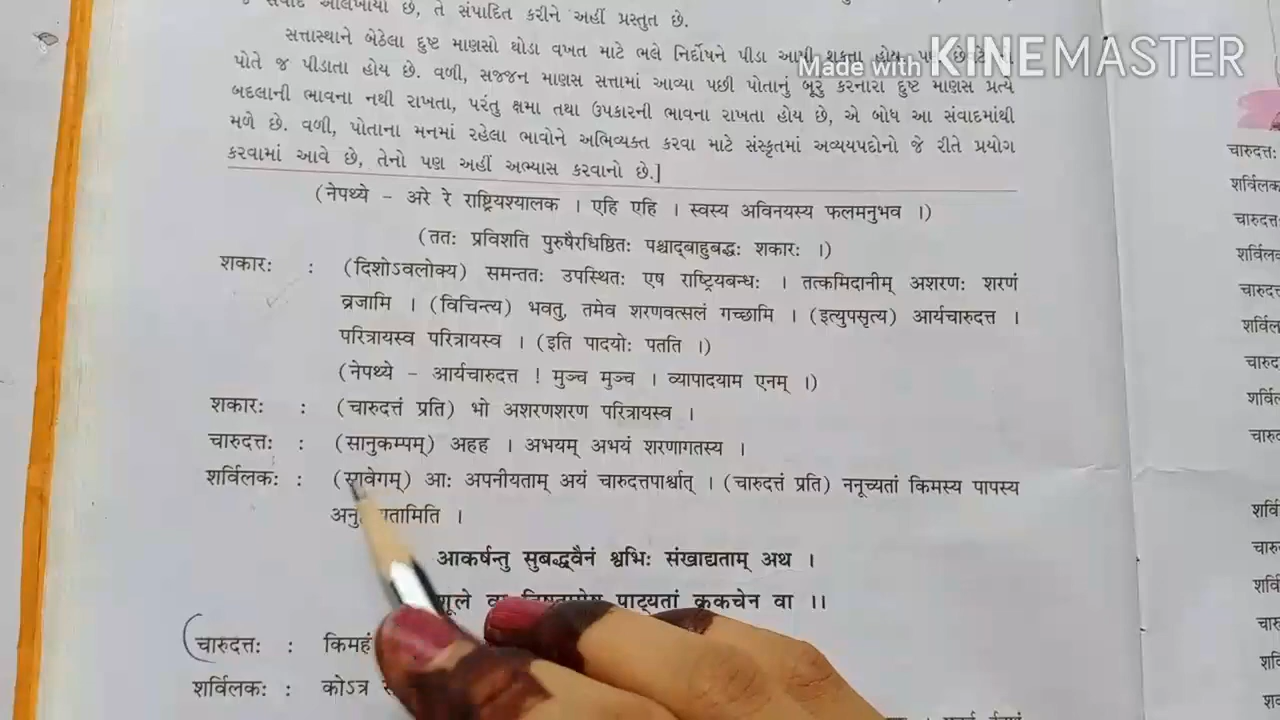 સંવાદ આલેખાયો છે, તે સંપાદિત કરીને અહીં પ્રસ્તુત છે.
સત્તાસ્થાને બેઠેલા દુષ્ટ માણસો થોડા વખત માટે ભલે નિર્દોષને પીડા આપી શકતા હોય,
Made with KINEMASTER
પોતે જ પીડાતા હોય છે. વળી, સજ્જન માણસ સત્તામાં આવ્યા પછી પોતાનું બૂરુ કરનારા દુષ્ટ માણસ પ્રત્યે
બદલાની ભાવના નથી રાખતા, પરંતુ ક્ષમા તથા ઉપકારની ભાવના રાખતા હોય છે, એ બોધ આ સંવાદમાંથી
મળે છે. વળી, પોતાના મનમાં રહેલા ભાવોને અભિવ્યક્ત કરવા માટે સંસ્કૃતમાં અવ્યયપદોનો જે રીતે પ્રયોગ
કરવામાં આવે છે, તેનો પણ અહીં અભ્યાસ કરવાનો છે.]
(नेपथ्ये - अरे रे राष्ट्रियश्यालक । एहि एहि । स्वस्य अविनयस्य फलमनुभव ।)
(ततः प्रविशति पुरुषैरधिष्ठितः पश्चाद्बाहुबद्धः शकारः ।)
शकारः : (दिशोऽवलोक्य) समन्ततः उपस्थितः एष राष्ट्रियबन्धः । तत्कमिदानीम् अशरणः शरणं
व्रजामि । (विचिन्त्य) भवतु, तमेव शरणवत्सलं गच्छामि । (इत्युपसृत्य) आर्यचारुदत्त ।
परित्रायस्व परित्रायस्व । (इति पादयोः पतति ।)
(नेपथ्ये - आर्यचारुदत्त ! मुञ्च मुञ्च । व्यापादयाम एनम् ।)
शकारः : (चारुदत्तं प्रति) भो अशरणशरण परित्रायस्व ।
चारुदत्तः : (सानुकम्पम्) अहह । अभयम् अभयं शरणागतस्य ।
शर्विलकः : (सावेगम्) आः अपनीयताम् अयं चारुदत्तपार्श्वात् । (चारुदत्तं प्रति) ननूच्यतां किमस्य पापस्य
आकर्षन्तु सुबद्ध्वैनं श्वभिः संखाद्यताम् अथ ।
पाट्यतां क्रकचेन वा ।।
चारुदत्तः : किमहं
शर्विलकः : कोऽत्र
चारुदत्तः
शर्विलक
चारुदत्तः
शर्विलक
चारुदत्त
शर्विल
चारुद
शर्विल
चारुद
शर्वि
चारु
शर्वि
चारु
शर्वि
श